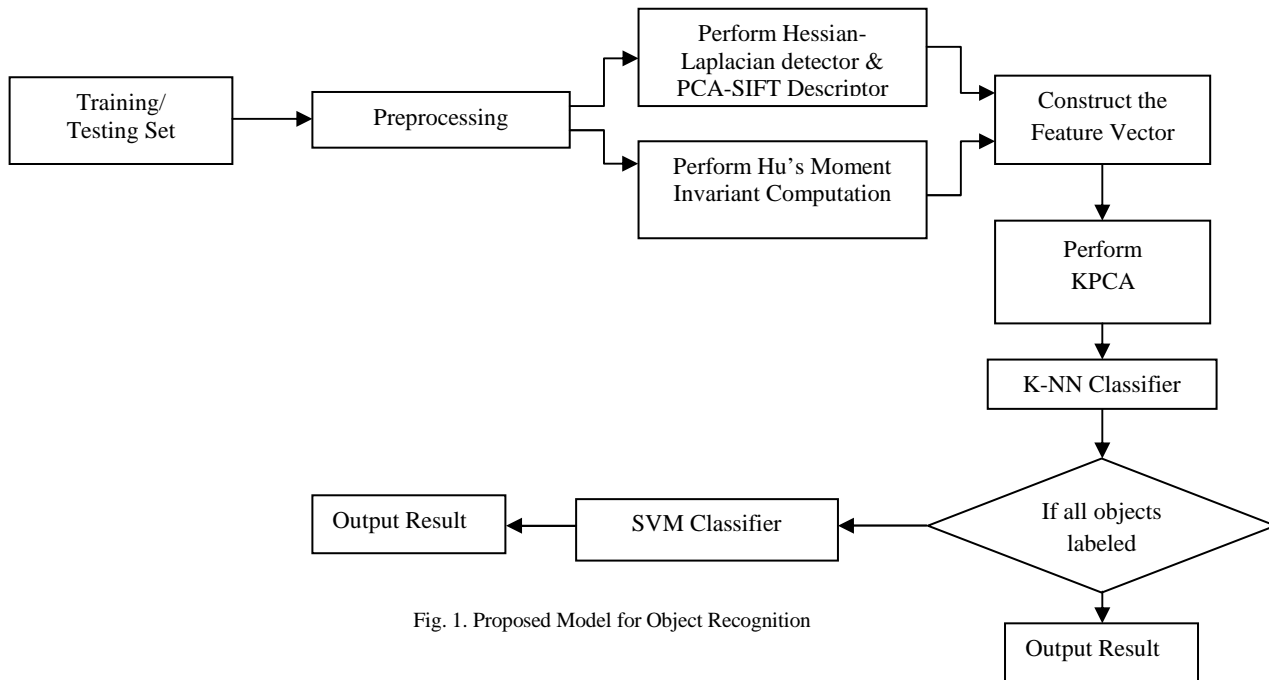 Training/
Testing Set
Preprocessing
Perform Hessian-
Laplacian detector &
PCA-SIFT Descriptor
Perform Hu’s Moment
Invariant Computation
Construct the
Feature Vector
Perform
KPCA
K-NN Classifier
If all objects
labeled
SVM Classifier
Output Result
Output Result
Fig. 1. Proposed Model for Object Recognition